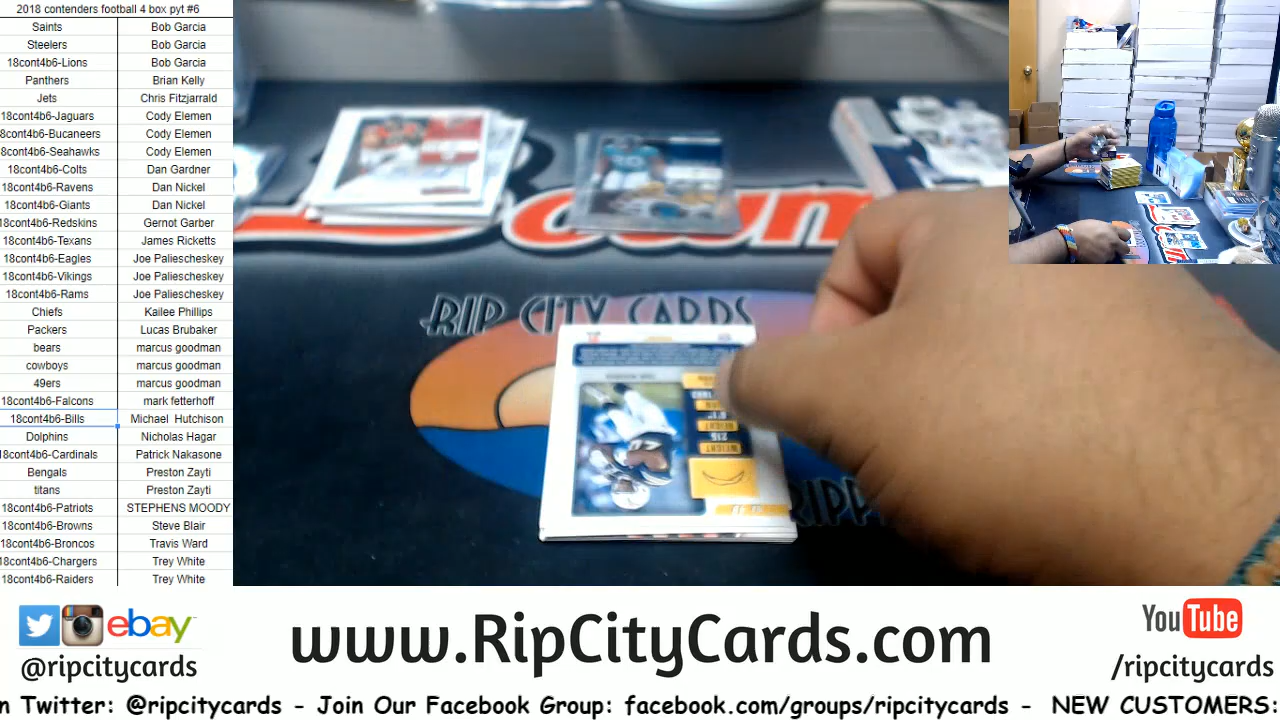 2018 contenders football 4 box pyt #6
Saints Bob Garcia
Steelers Bob Garcia
18cont4b6-Lions Bob Garcia
Panthers Brian Kelly
Jets Chris Fitzjarrald
18cont4b6-Jaguars Cody Elemen
18cont4b6-Bucaneers Cody Elemen
8cont4b6-Seahawks Cody Elemen
18cont4b6-Colts Dan Gardner
18cont4b6-Ravens Dan Nickel
18cont4b6-Giants Dan Nickel
18cont4b6-Redskins Gernot Garber
18cont4b6-Texans James Ricketts
18cont4b6-Eagles Joe Paliescheskey
18cont4b6-Vikings Joe Paliescheskey
18cont4b6-Rams Joe Paliescheskey
Chiefs Kailee Phillips
Packers Lucas Brubaker
bears marcus goodman
cowboys marcus goodman
49ers marcus goodman
18cont4b6-Falcons mark fetterhoff
18cont4b6-Bills Michael Hutchison
Dolphins Nicholas Hagar
18cont4b6-Cardinals Patrick Nakasone
Bengals Preston Zayti
titans Preston Zayti
18cont4b6-Patriots STEPHENS MOODY
18cont4b6-Browns Steve Blair
18cont4b6-Broncos Travis Ward
18cont4b6-Chargers Trey White
18cont4b6-Raiders Trey White
RIP CITY CARDS
WEIGHT
215
HEIGHT
ebay
@ripcitycards
www.RipCityCards.com
YouTube
/ripcitycards
n Twitter: @ripcitycards - Join Our Facebook Group: facebook.com/groups/ripcitycards - NEW CUSTOMERS: